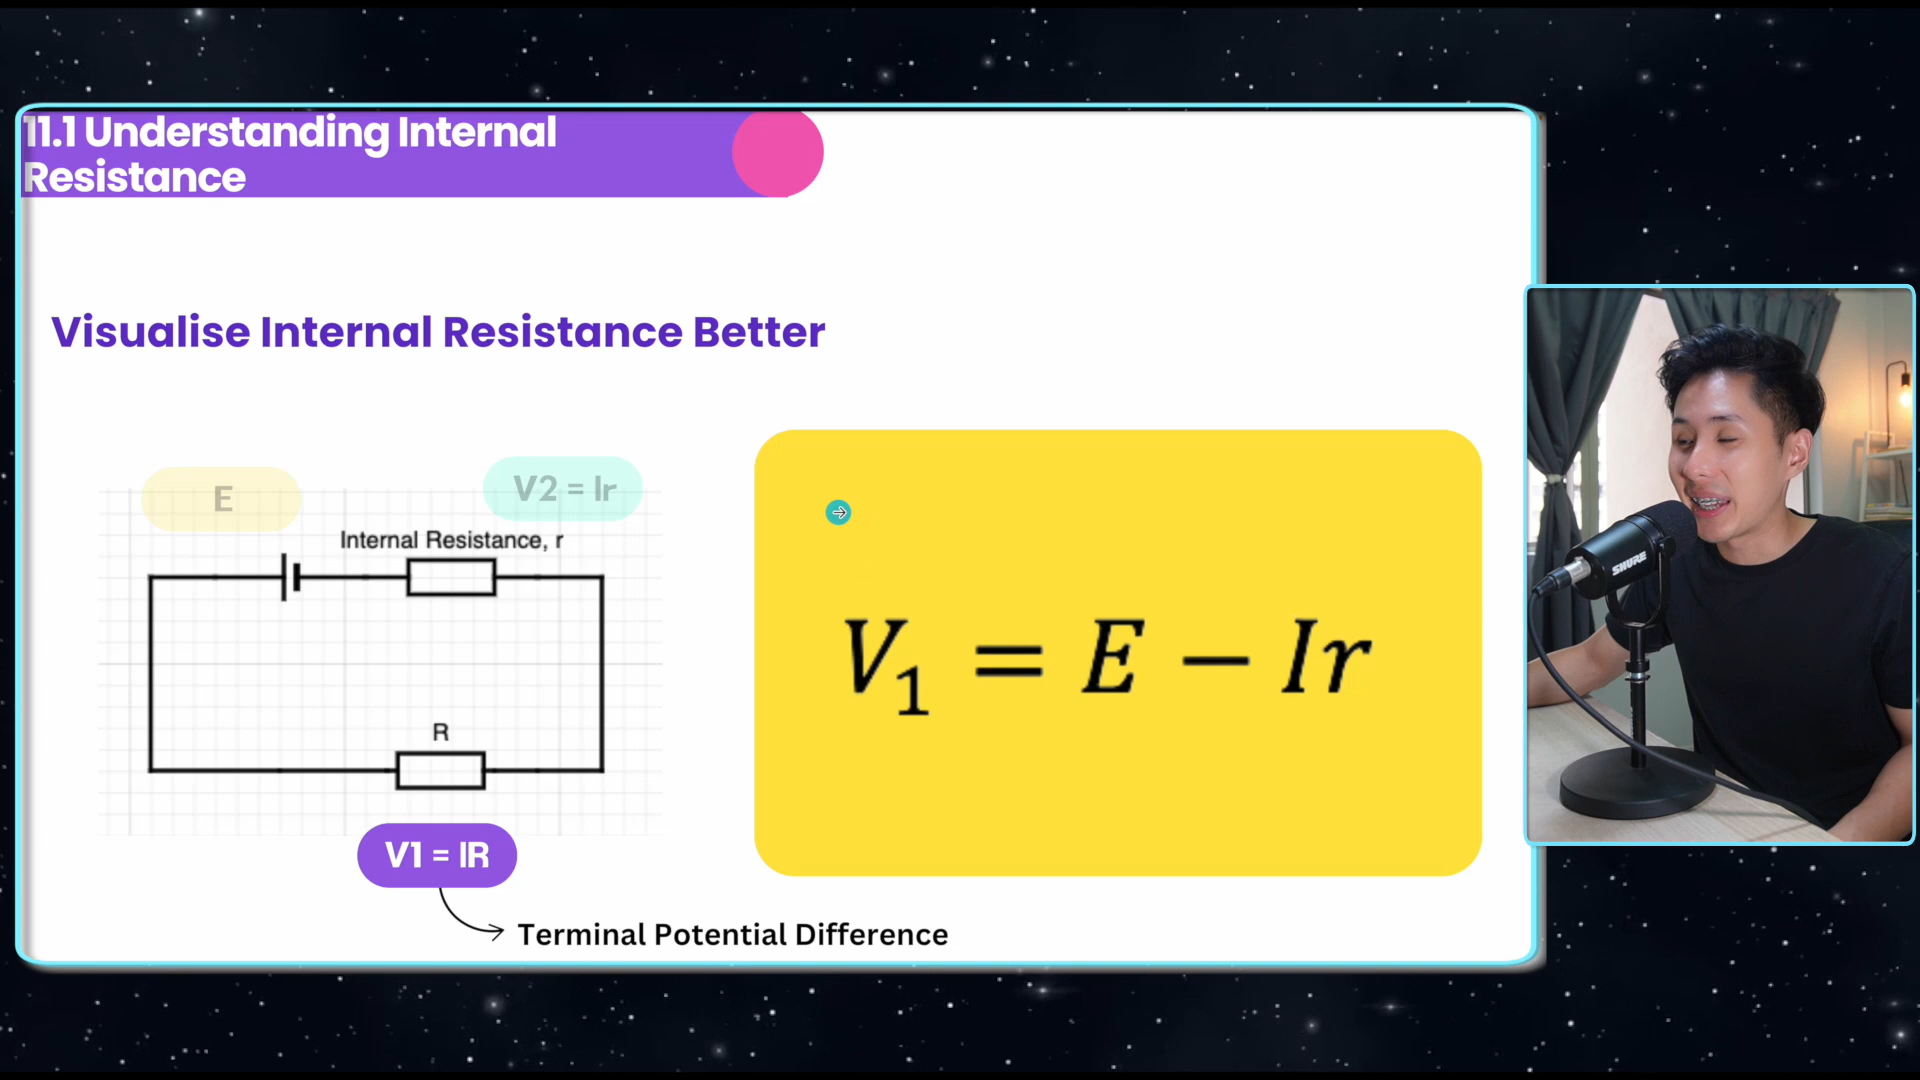 11.1 Understanding Internal
Resistance
Visualise Internal Resistance Better
E
V2 = Ir
Internal Resistance, r
R
V1 = IR
Terminal Potential Difference
V₁ = E − Ir
SHURE